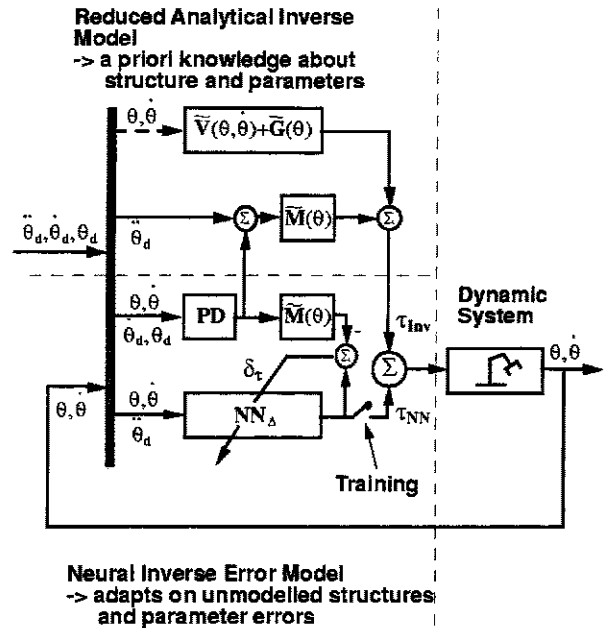 Reduced Analytical Inverse
Model
-> a priori knowledge about
structure and parameters
θ,θ̇
Ṽ(θ,θ̇)+G̃(θ)
Σ
M̃(θ)
Σ
θ̈d,θ̇d,θd
θ̈d
θ,θ̇
θ̇d,θd
PD
M̃(θ)
-
τInv
Dynamic
System
Σ
Σ
θ,θ̇
δτ
θ,θ̇
θ,θ̇
θ̈d
NNΔ
τNN
Training
Neural Inverse Error Model
-> adapts on unmodelled structures
and parameter errors